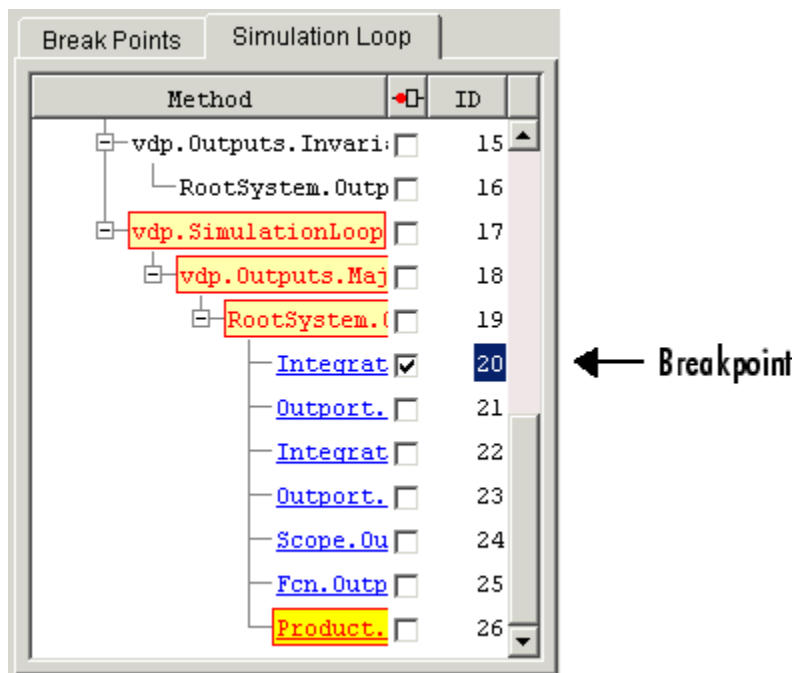 Break Points Simulation Loop
Method ID
vdp.Outputs.Invari 15
RootSystem.Outp 16
vdp.SimulationLoop 17
vdp.Outputs.Maj 18
RootSystem.( 19
Integrat 20 Breakpoint
Outport. 21
Integrat 22
Outport. 23
Scope.Ou 24
Fcn.Outp 25
Product. 26